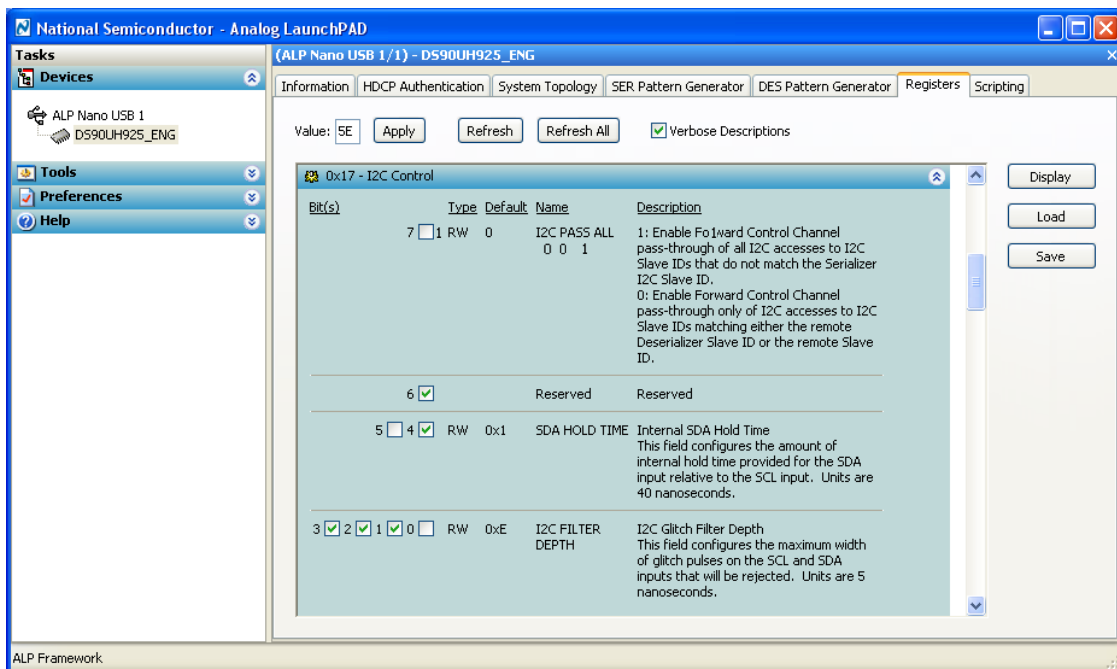 National Semiconductor - Analog LaunchPAD
Tasks
Devices
ALP Nano USB 1
DS90UH925_ENG
Tools
Preferences
Help
(ALP Nano USB 1/1) - DS90UH925_ENG
Information HDCP Authentication System Topology SER Pattern Generator DES Pattern Generator Registers Scripting
Value: 5E Apply Refresh Refresh All Verbose Descriptions
0x17 - I2C Control
Display
Load
Save
Bit(s) Type Default Name Description
7 1 RW 0 I2C PASS ALL 1: Enable Fo1ward Control Channel
0 0 1 pass-through of all I2C accesses to I2C
Slave IDs that do not match the Serializer
I2C Slave ID.
0: Enable Forward Control Channel
pass-through only of I2C accesses to I2C
Slave IDs matching either the remote
Deserializer Slave ID or the remote Slave
ID.
6 Reserved Reserved
5 4 RW 0x1 SDA HOLD TIME Internal SDA Hold Time
This field configures the amount of
internal hold time provided for the SDA
input relative to the SCL input. Units are
40 nanoseconds.
3 2 1 0 RW 0xE I2C FILTER I2C Glitch Filter Depth
DEPTH This field configures the maximum width
of glitch pulses on the SCL and SDA
inputs that will be rejected. Units are 5
nanoseconds.
ALP Framework